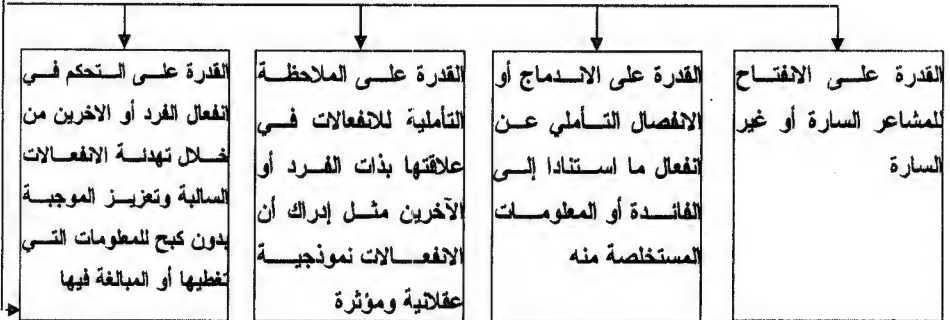 القدرة على الانفتاح
للمشاعر السارة أو غير
السارة
القدرة على الاندماج أو
الانفصال التأملي عن
انفعال ما استنادا إلى
الفائدة أو المعلومات
المستخلصة منه
القدرة على الملاحظة
التأملية للانفعالات في
علاقتها بذات الفرد أو
الآخرين مثل إدراك أن
الانفعالات نموذجية
عقلانية ومؤثرة
القدرة على التحكم في
انفعال الفرد أو الاخرين من
خلال تهدئة الانفعالات
السالبة وتعزيز الموجبة
بدون كبح للمعلومات التي
تغطيها أو المبالغة فيها